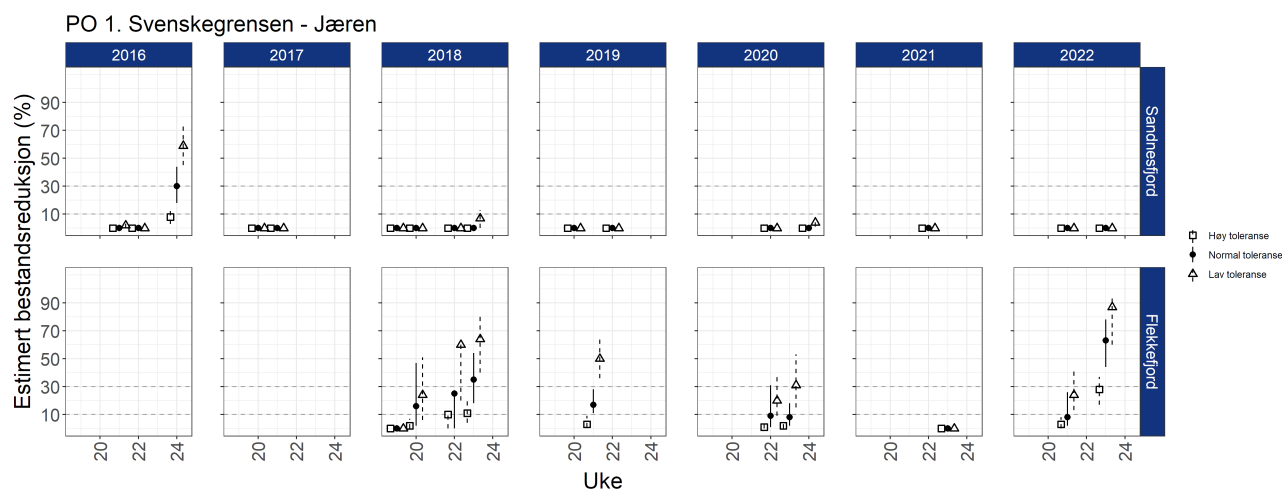 PO 1. Svenskegrensen - Jæren
2016 2017 2018 2019 2020 2021 2022
Estimert bestandsreduksjon (%)
90
70
50
30
10
Sandnesfjord
90
70
50
30
10
Flekkefjord
Høy toleranse
Normal toleranse
Lav toleranse
20 22 24 20 22 24 20 22 24 20 22 24 20 22 24 20 22 24 20 22 24
Uke